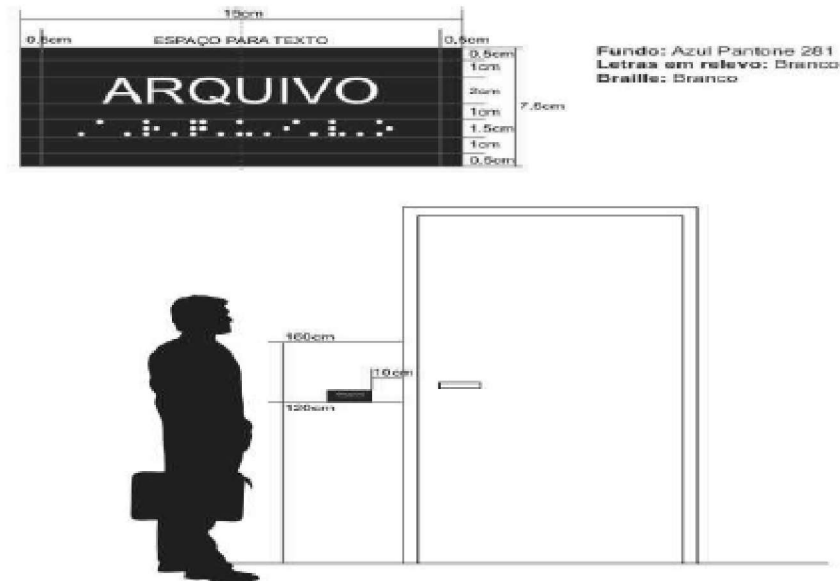 15cm
0,5cm ESPAÇO PARA TEXTO 0,5cm
0,5cm
1cm
ARQUIVO
2cm
7,5cm
1cm
1.5cm
1cm
0.5cm
Fundo: Azul Pantone 281
Letras em relevo: Branco
Braille: Branco
160cm
10cm
120cm